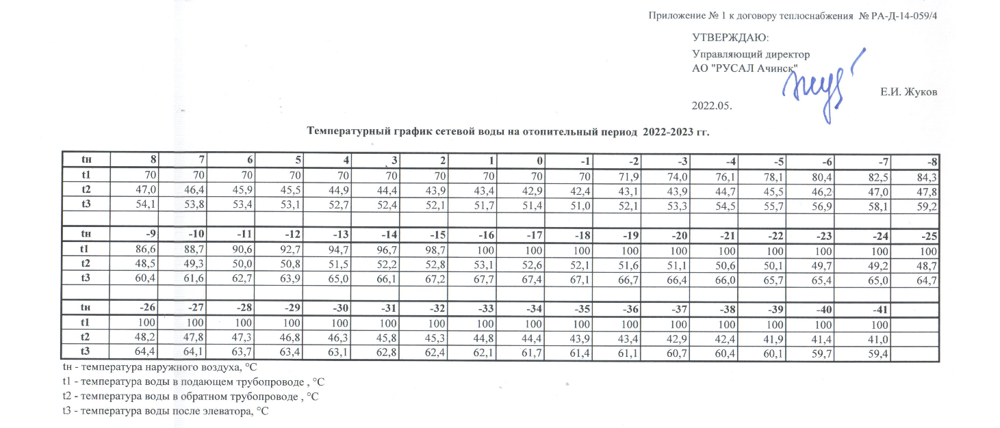 Приложение № 1 к договору теплоснабжения № РА-Д-14-059/4
УТВЕРЖДАЮ:
Управляющий директор
АО "РУСАЛ Ачинск"
Е.И. Жуков
2022.05.
Температурный график сетевой воды на отопительный период 2022-2023 гг.
tн 8 7 6 5 4 3 2 1 0 -1 -2 -3 -4 -5 -6 -7 -8
t1 70 70 70 70 70 70 70 70 70 70 71,9 74,0 76,1 78,1 80,4 82,5 84,3
t2 47,0 46,4 45,9 45,5 44,9 44,4 43,9 43,4 42,9 42,4 43,1 43,9 44,7 45,5 46,2 47,0 47,8
t3 54,1 53,8 53,4 53,1 52,7 52,4 52,1 51,7 51,4 51,0 52,1 53,3 54,5 55,7 56,9 58,1 59,2
tн -9 -10 -11 -12 -13 -14 -15 -16 -17 -18 -19 -20 -21 -22 -23 -24 -25
t1 86,6 88,7 90,6 92,7 94,7 96,7 98,7 100 100 100 100 100 100 100 100 100 100
t2 48,5 49,3 50,0 50,8 51,5 52,2 52,8 53,1 52,6 52,1 51,6 51,1 50,6 50,1 49,7 49,2 48,7
t3 60,4 61,6 62,7 63,9 65,0 66,1 67,2 67,7 67,4 67,1 66,7 66,4 66,0 65,7 65,4 65,0 64,7
tн -26 -27 -28 -29 -30 -31 -32 -33 -34 -35 -36 -37 -38 -39 -40 -41
t1 100 100 100 100 100 100 100 100 100 100 100 100 100 100 100 100
t2 48,2 47,8 47,3 46,8 46,3 45,8 45,3 44,8 44,4 43,9 43,4 42,9 42,4 41,9 41,4 41,0
t3 64,4 64,1 63,7 63,4 63,1 62,8 62,4 62,1 61,7 61,4 61,1 60,7 60,4 60,1 59,7 59,4
tн - температура наружного воздуха, °С
t1 - температура воды в подающем трубопроводе , °С
t2 - температура воды в обратном трубопроводе , °С
t3 - температура воды после элеватора, °С